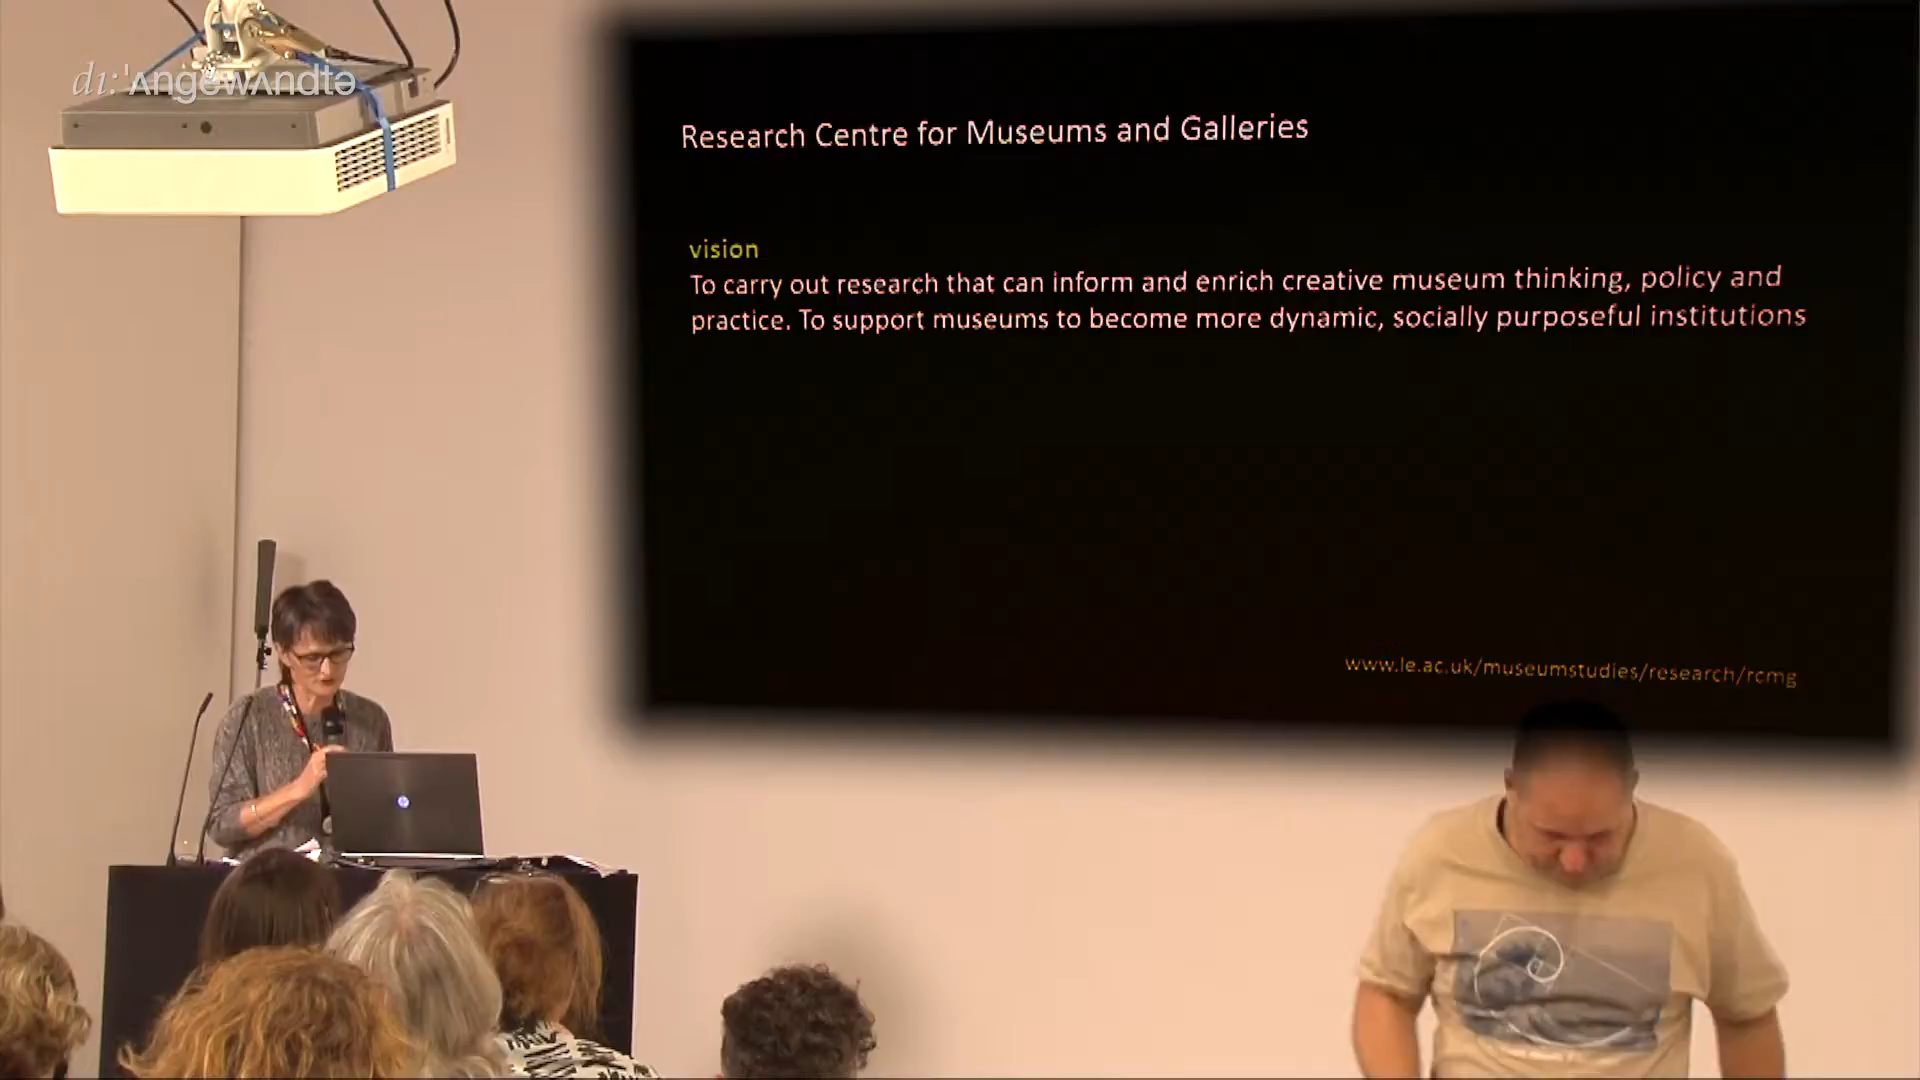 dı:ˈʌngewʌndtə
Research Centre for Museums and Galleries
vision
To carry out research that can inform and enrich creative museum thinking, policy and
practice. To support museums to become more dynamic, socially purposeful institutions
www.le.ac.uk/museumstudies/research/rcmg